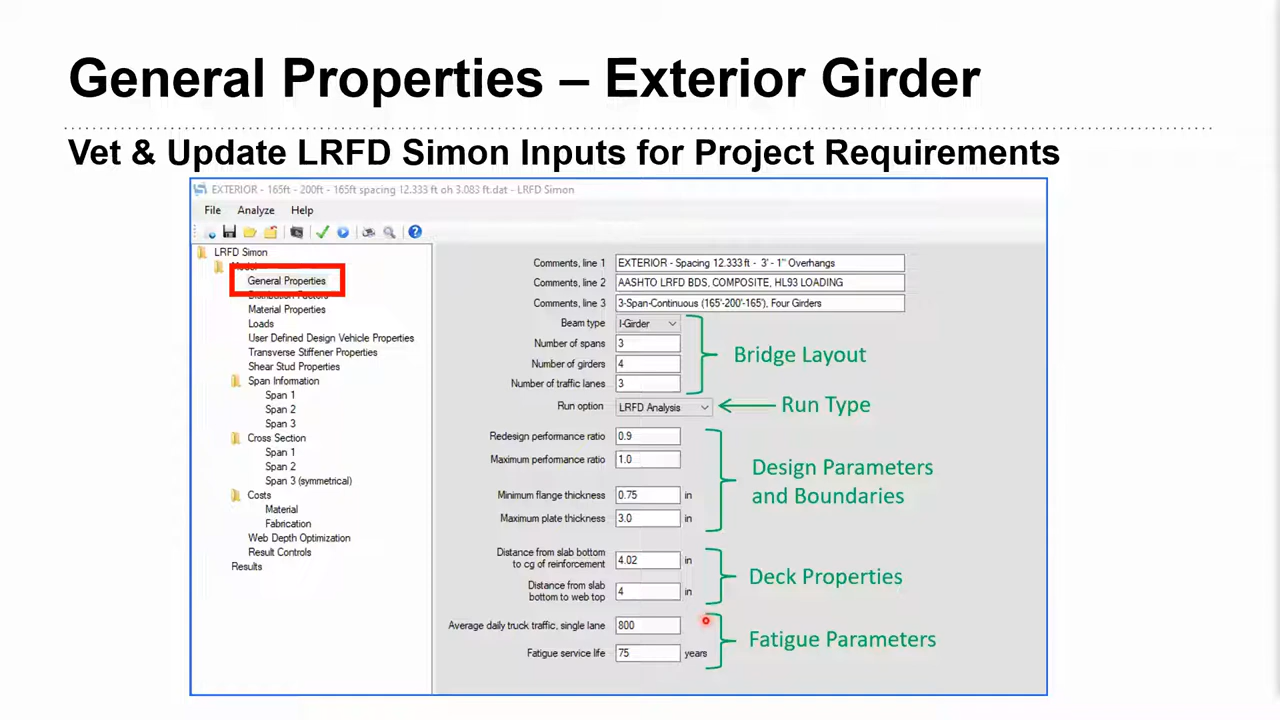 General Properties – Exterior Girder
Vet & Update LRFD Simon Inputs for Project Requirements
EXTERIOR - 165ft - 200ft - 165ft spacing 12.333 ft oh 3.083 ft.dat - LRFD Simon
File Analyze Help
LRFD Simon
Model
General Properties
Distribution Factors
Material Properties
Loads
User Defined Design Vehicle Properties
Transverse Stiffener Properties
Shear Stud Properties
Span Information
Span 1
Span 2
Span 3
Cross Section
Span 1
Span 2
Span 3 (symmetrical)
Costs
Material
Fabrication
Web Depth Optimization
Result Controls
Results
Comments, line 1 EXTERIOR - Spacing 12.333 ft - 3' - 1" Overhangs
Comments, line 2 AASHTO LRFD BDS, COMPOSITE, HL93 LOADING
Comments, line 3 3-Span-Continuous (165'-200'-165'), Four Girders
Beam type I-Girder
Number of spans 3
Number of girders 4
Number of traffic lanes 3
Bridge Layout
Run option LRFD Analysis
Run Type
Redesign performance ratio 0.9
Maximum performance ratio 1.0
Minimum flange thickness 0.75 in
Maximum plate thickness 3.0 in
Design Parameters
and Boundaries
Distance from slab bottom
to cg of reinforcement 4.02 in
Distance from slab
bottom to web top 4 in
Deck Properties
Average daily truck traffic, single lane 800
Fatigue service life 75 years
Fatigue Parameters